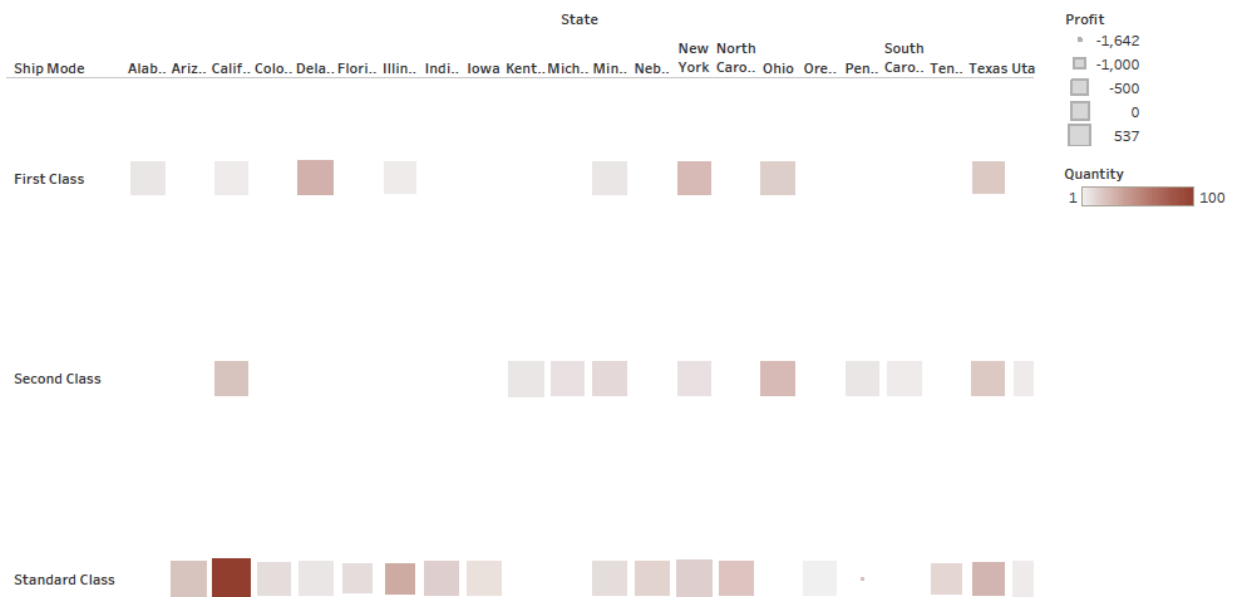 State
Ship Mode Alab.. Ariz.. Calif.. Colo.. Dela.. Flori.. Illin.. Indi.. Iowa Kent.. Mich.. Min.. Neb.. New York North Caro.. Ohio Ore.. Pen.. South Caro.. Ten.. Texas Uta
First Class
Second Class
Standard Class
Profit
-1,642
-1,000
-500
0
537
Quantity
1 100